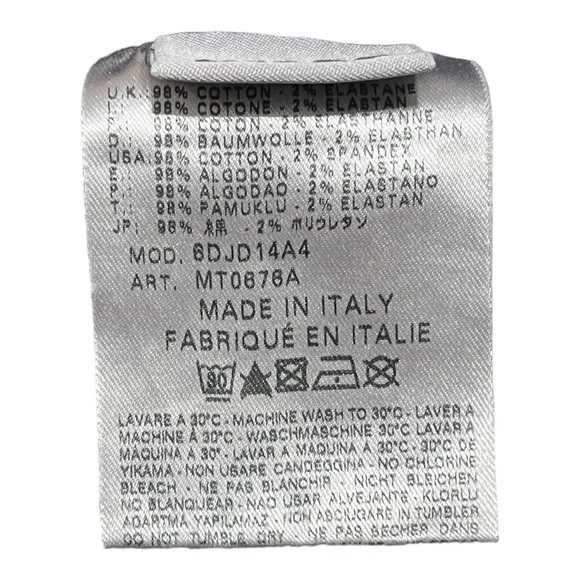 U.K.: 98% COTTON - 2% ELASTANE
I.: 98% COTONE - 2% ELASTAN
F.: 98% COTON - 2% ELASTHANNE
D.: 98% BAUMWOLLE - 2% ELASTHAN
USA: 98% COTTON - 2% SPANDEX
E.: 98% ALGODON - 2% ELASTAN
P.: 98% ALGODAO - 2% ELASTANO
T.: 98% PAMUKLU - 2% ELASTAN
JP.: 98% 綿 - 2% ポリウレタン
MOD. 6DJD14A4
ART. MT0676A
MADE IN ITALY
FABRIQUÉ EN ITALIE
30
LAVARE A 30°C - MACHINE WASH TO 30°C - LAVER A
MACHINE Á 30°C - WASCHMASCHINE 30°C LAVAR A
MAQUINA A 30° - LAVAR A MÁQUINA A 30°C - 30°C DE
YIKAMA - NON USARE CANDEGGINA - NO CHLORINE
BLEACH - NE PAS BLANCHIR - NICHT BLEICHEN
NO BLANQUEAR - NAO USAR ALVEJANTE - KLORLU
AGARTMA YAPILAMAZ - NON ASCIUGARE IN TUMBLER
DO NOT TUMBLE DRY - NE PAS SECHER DANS